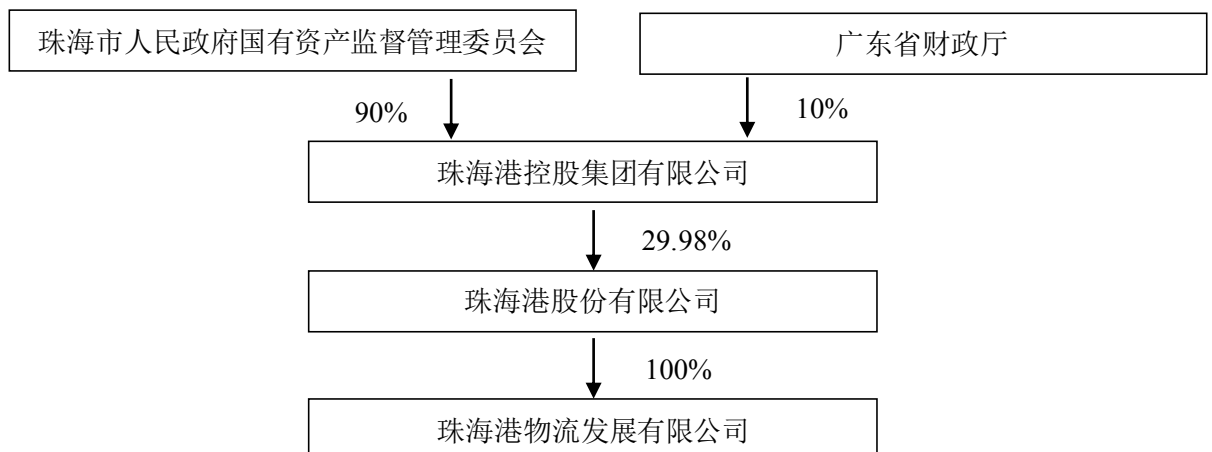 珠海市人民政府国有资产监督管理委员会
广东省财政厅
90%
10%
珠海港控股集团有限公司
29.98%
珠海港股份有限公司
100%
珠海港物流发展有限公司